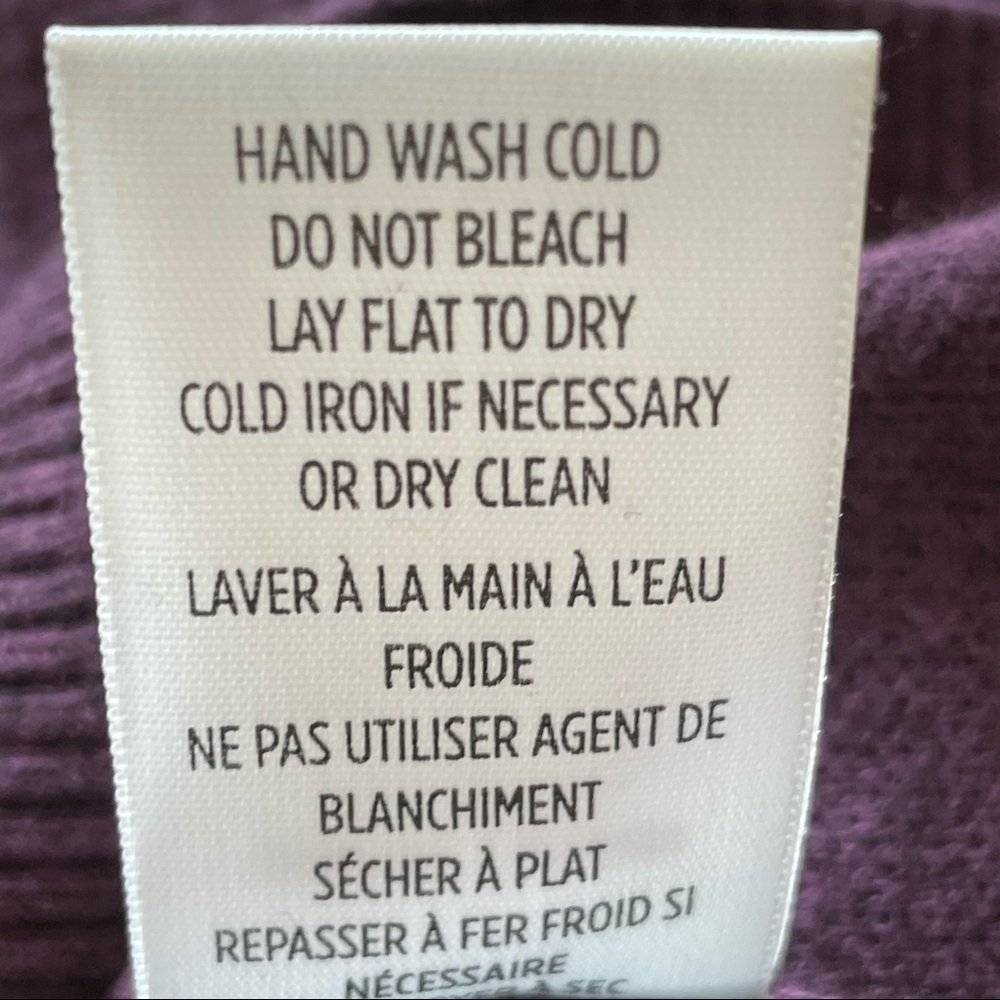 HAND WASH COLD
DO NOT BLEACH
LAY FLAT TO DRY
COLD IRON IF NECESSARY
OR DRY CLEAN
LAVER À LA MAIN À L'EAU
FROIDE
NE PAS UTILISER AGENT DE
BLANCHIMENT
SÉCHER À PLAT
REPASSER À FER FROID SI
NÉCESSAIRE
À SEC